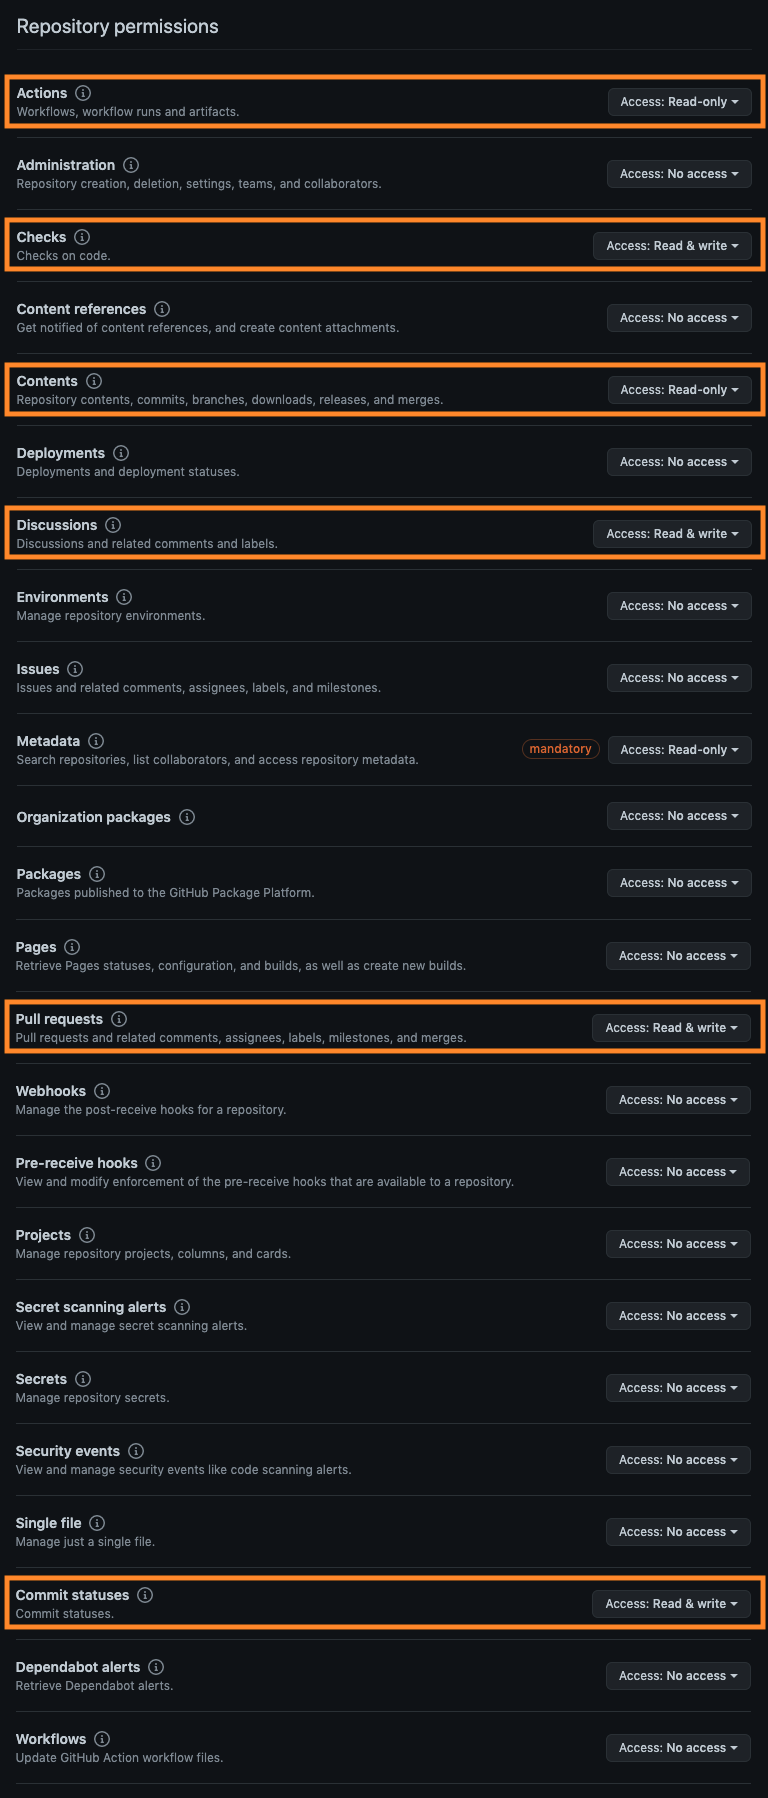 Repository permissions
Actions
Workflows, workflow runs and artifacts.
Access: Read-only
Administration
Repository creation, deletion, settings, teams, and collaborators.
Access: No access
Checks
Checks on code.
Access: Read & write
Content references
Get notified of content references, and create content attachments.
Access: No access
Contents
Repository contents, commits, branches, downloads, releases, and merges.
Access: Read-only
Deployments
Deployments and deployment statuses.
Access: No access
Discussions
Discussions and related comments and labels.
Access: Read & write
Environments
Manage repository environments.
Access: No access
Issues
Issues and related comments, assignees, labels, and milestones.
Access: No access
Metadata
Search repositories, list collaborators, and access repository metadata.
mandatory
Access: Read-only
Organization packages
Access: No access
Packages
Packages published to the GitHub Package Platform.
Access: No access
Pages
Retrieve Pages statuses, configuration, and builds, as well as create new builds.
Access: No access
Pull requests
Pull requests and related comments, assignees, labels, milestones, and merges.
Access: Read & write
Webhooks
Manage the post-receive hooks for a repository.
Access: No access
Pre-receive hooks
View and modify enforcement of the pre-receive hooks that are available to a repository.
Access: No access
Projects
Manage repository projects, columns, and cards.
Access: No access
Secret scanning alerts
View and manage secret scanning alerts.
Access: No access
Secrets
Manage repository secrets.
Access: No access
Security events
View and manage security events like code scanning alerts.
Access: No access
Single file
Manage just a single file.
Access: No access
Commit statuses
Commit statuses.
Access: Read & write
Dependabot alerts
Retrieve Dependabot alerts.
Access: No access
Workflows
Update GitHub Action workflow files.
Access: No access